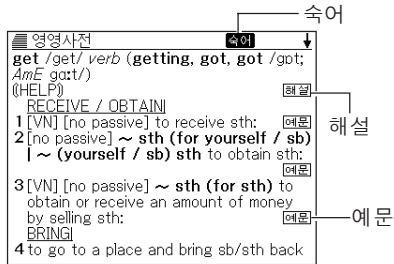 숙어
영영사전 숙어
get /get/ verb (getting, got, got /gɒt;
AmE gɑːt/)
⟪HELP⟫ 해설
RECEIVE / OBTAIN
1 [VN] [no passive] to receive sth: 예문
2 [no passive] ~ sth (for yourself / sb)
| ~ (yourself / sb) sth to obtain sth:
예문
3 [VN] [no passive] ~ sth (for sth) to
obtain or receive an amount of money
by selling sth: 예문
BRING
4 to go to a place and bring sb/sth back
해설
예문